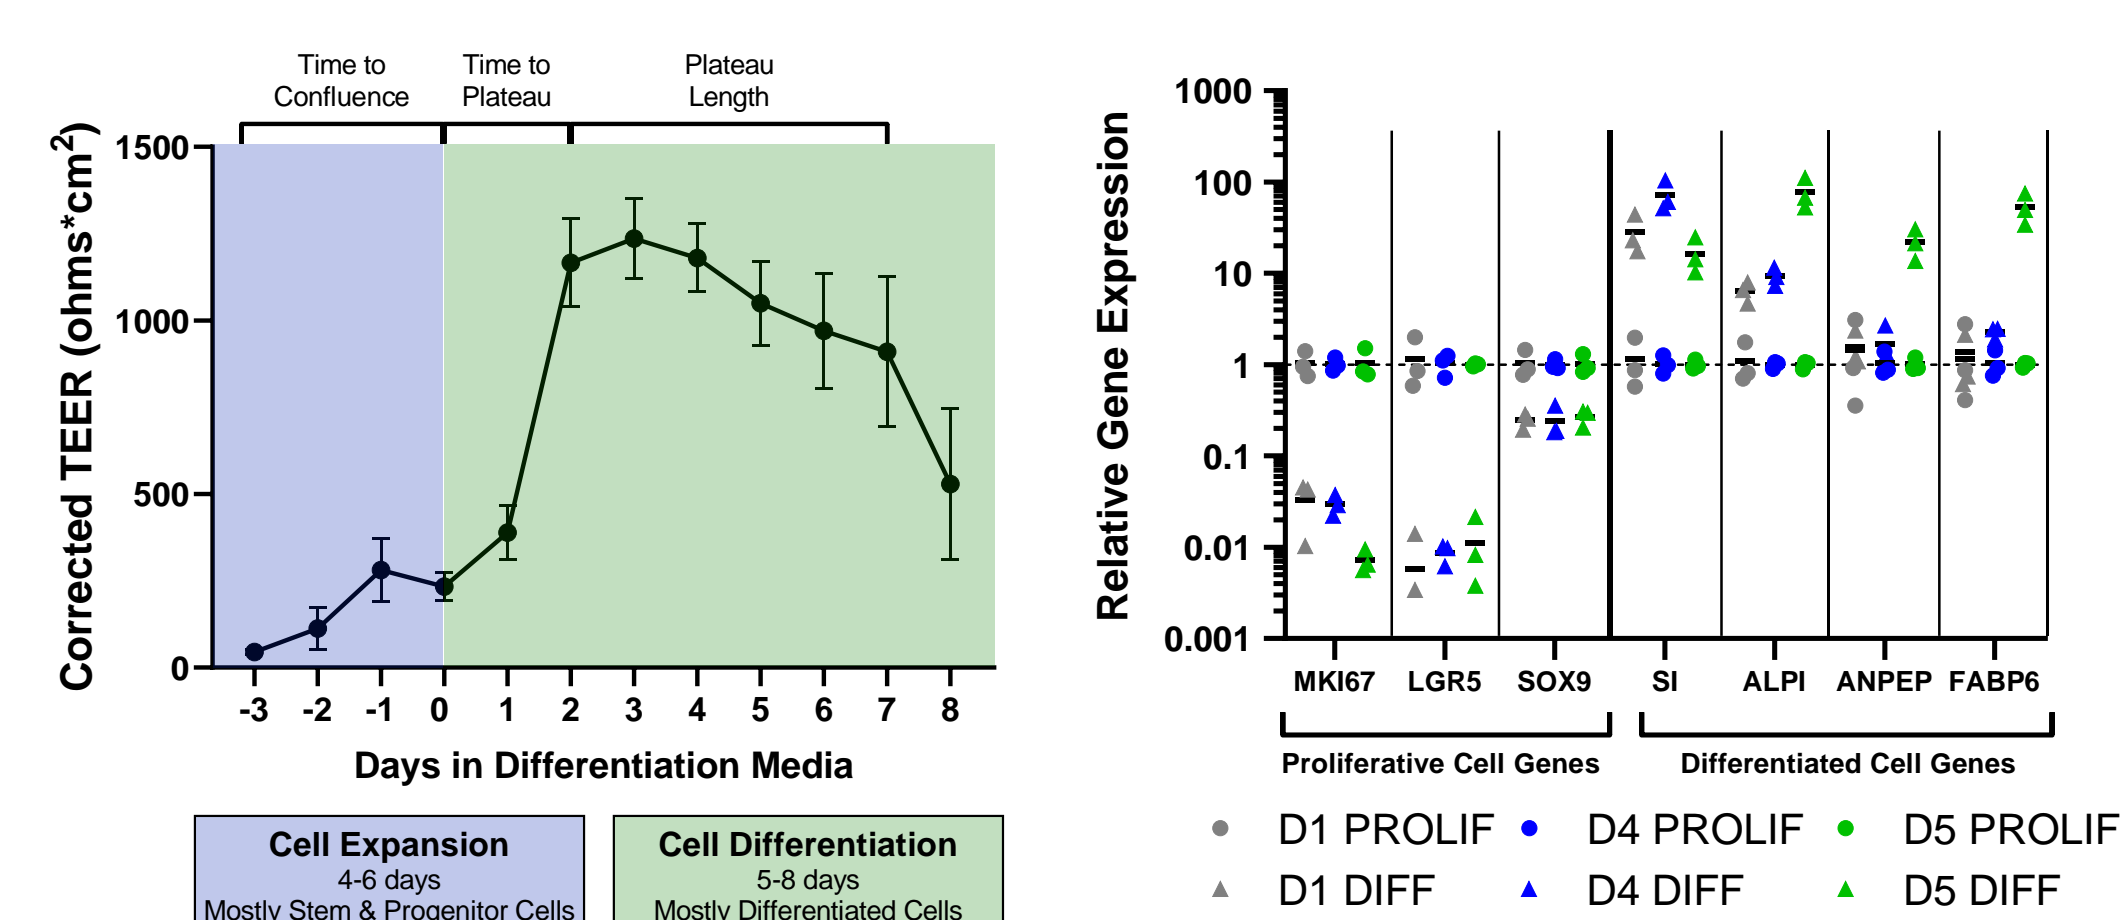 Time to
Confluence
Time to
Plateau
Plateau
Length
Corrected TEER (ohms*cm²)
1500
1000
500
0
-3 -2 -1 0 1 2 3 4 5 6 7 8
Days in Differentiation Media
Cell Expansion
4-6 days
Mostly Stem & Progenitor Cells
Cell Differentiation
5-8 days
Mostly Differentiated Cells
Relative Gene Expression
1000
100
10
1
0.1
0.01
0.001
MKI67 LGR5 SOX9 SI ALPI ANPEP FABP6
Proliferative Cell Genes Differentiated Cell Genes
D1 PROLIF D4 PROLIF D5 PROLIF
D1 DIFF D4 DIFF D5 DIFF